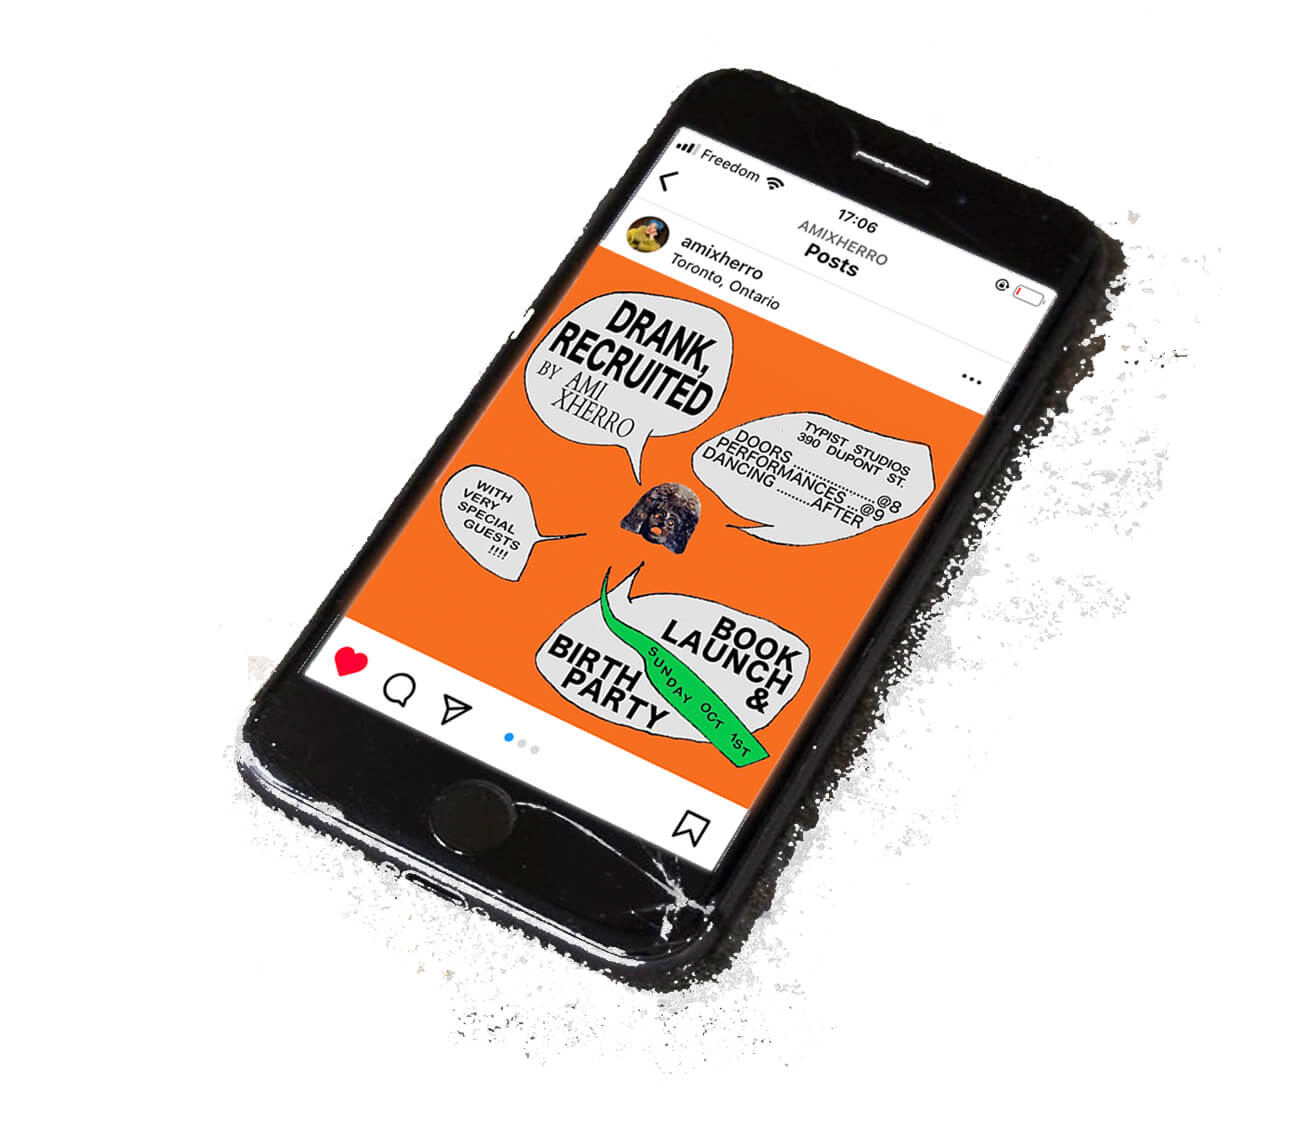 Freedom
17:06
AMIXHERRO
Posts
amixherro
Toronto, Ontario
DRANK,
RECRUITED
BY AMI
XHERRO
TYPIST STUDIOS
390 DUPONT ST.
DOORS ......................@8
PERFORMANCES ...@9
DANCING .........AFTER
WITH
VERY
SPECIAL
GUESTS
!!!!
BOOK
LAUNCH
&
BIRTH
PARTY
SUNDAY OCT 1ST